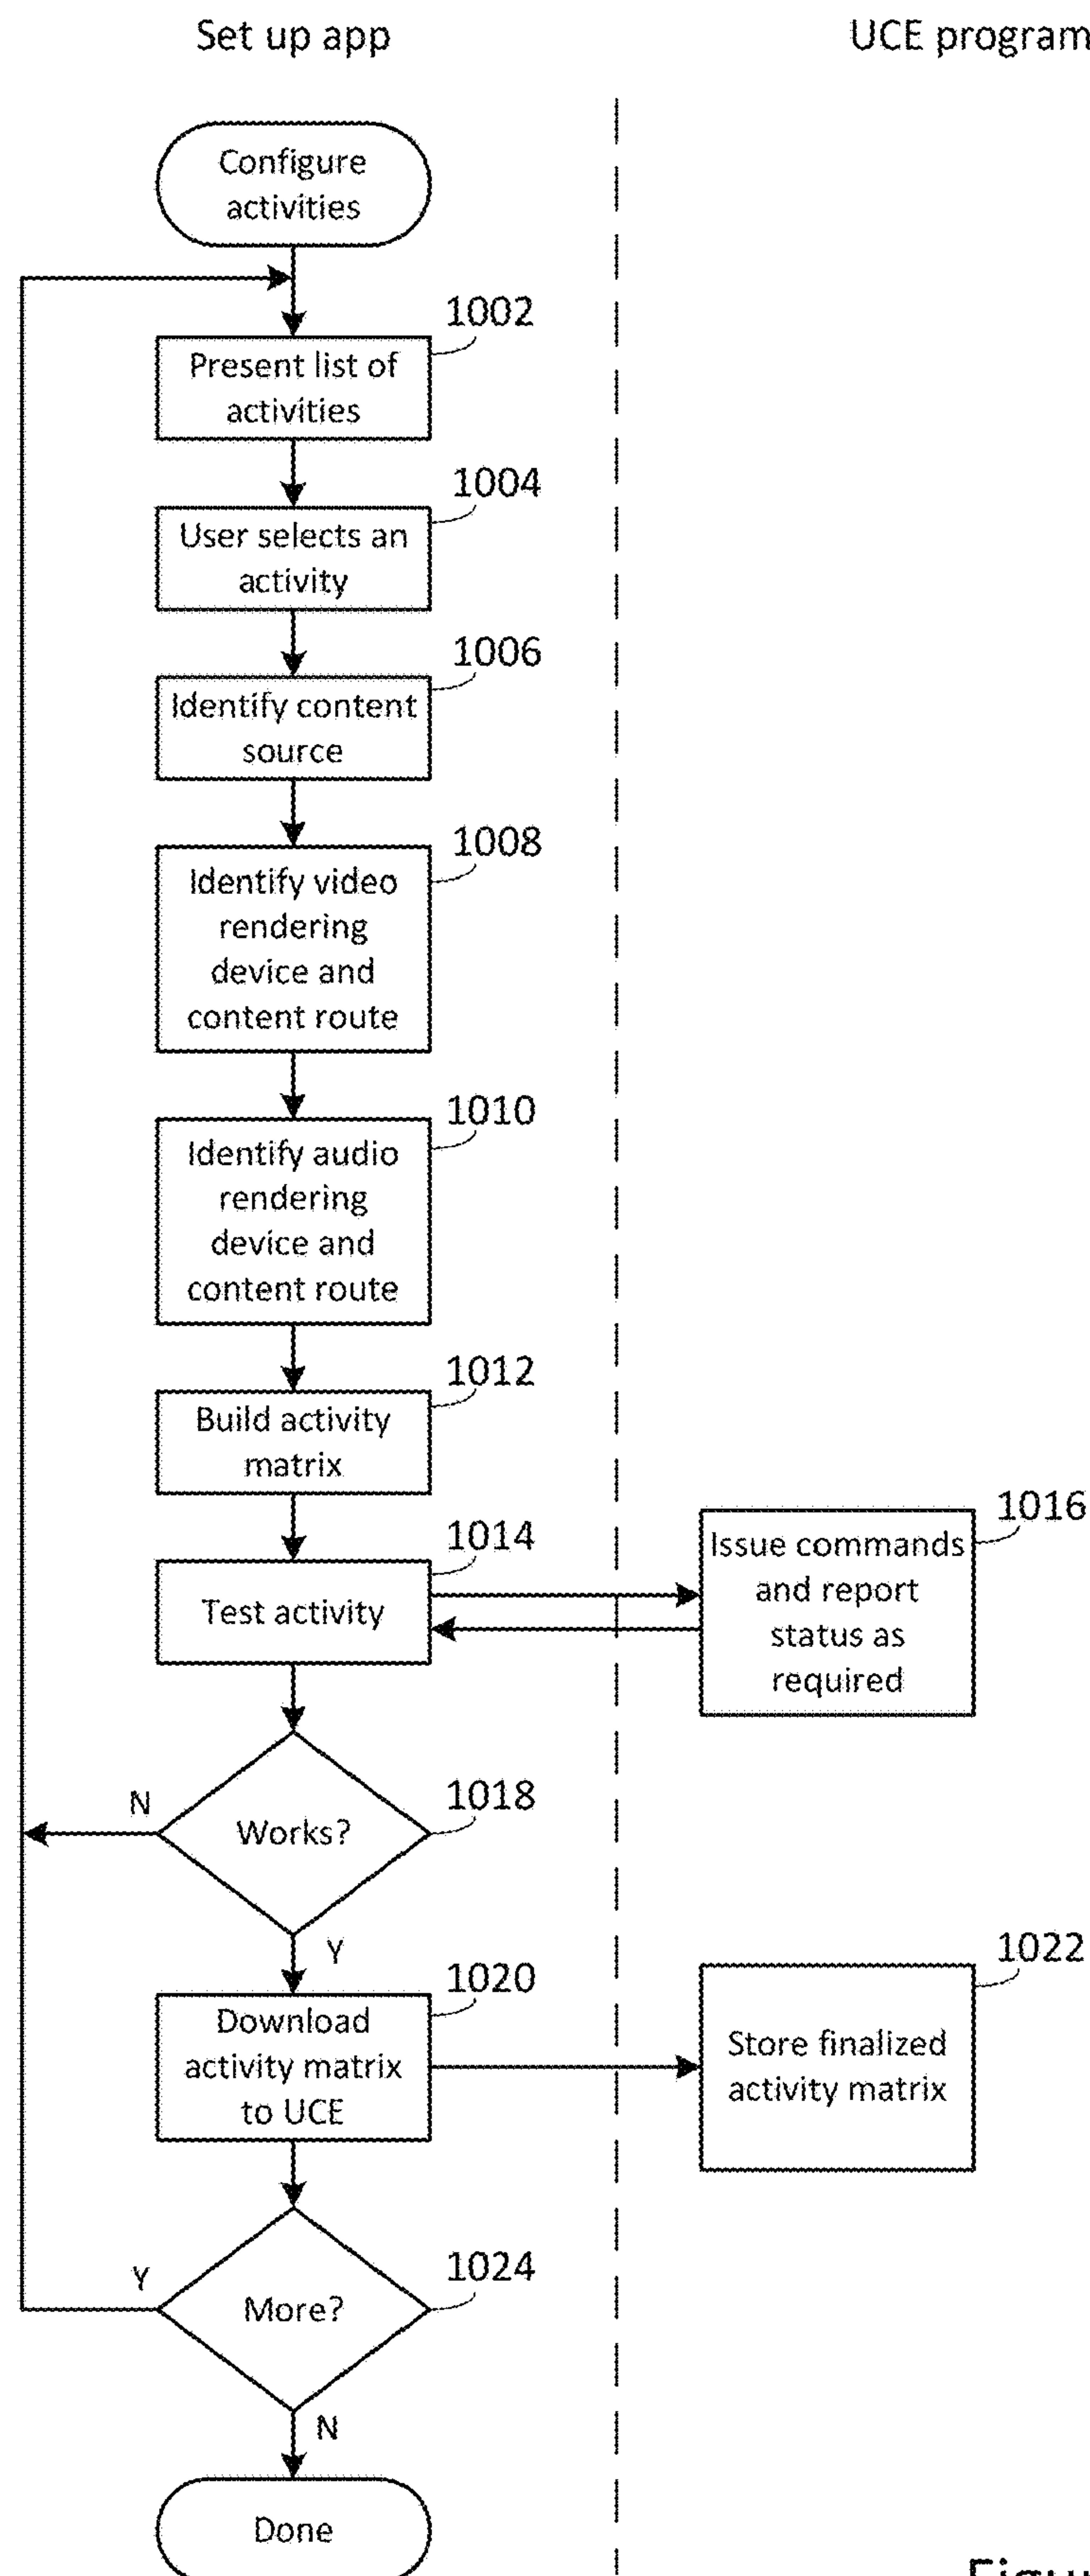 Set up app
UCE program
Configure
activities
1002
Present list of
activities
1004
User selects an
activity
1006
Identify content
source
1008
Identify video
rendering
device and
content route
1010
Identify audio
rendering
device and
content route
1012
Build activity
matrix
1014
Test activity
1016
Issue commands
and report
status as
required
1018
Works?
N
Y
1020
Download
activity matrix
to UCE
1022
Store finalized
activity matrix
1024
More?
Y
N
Done